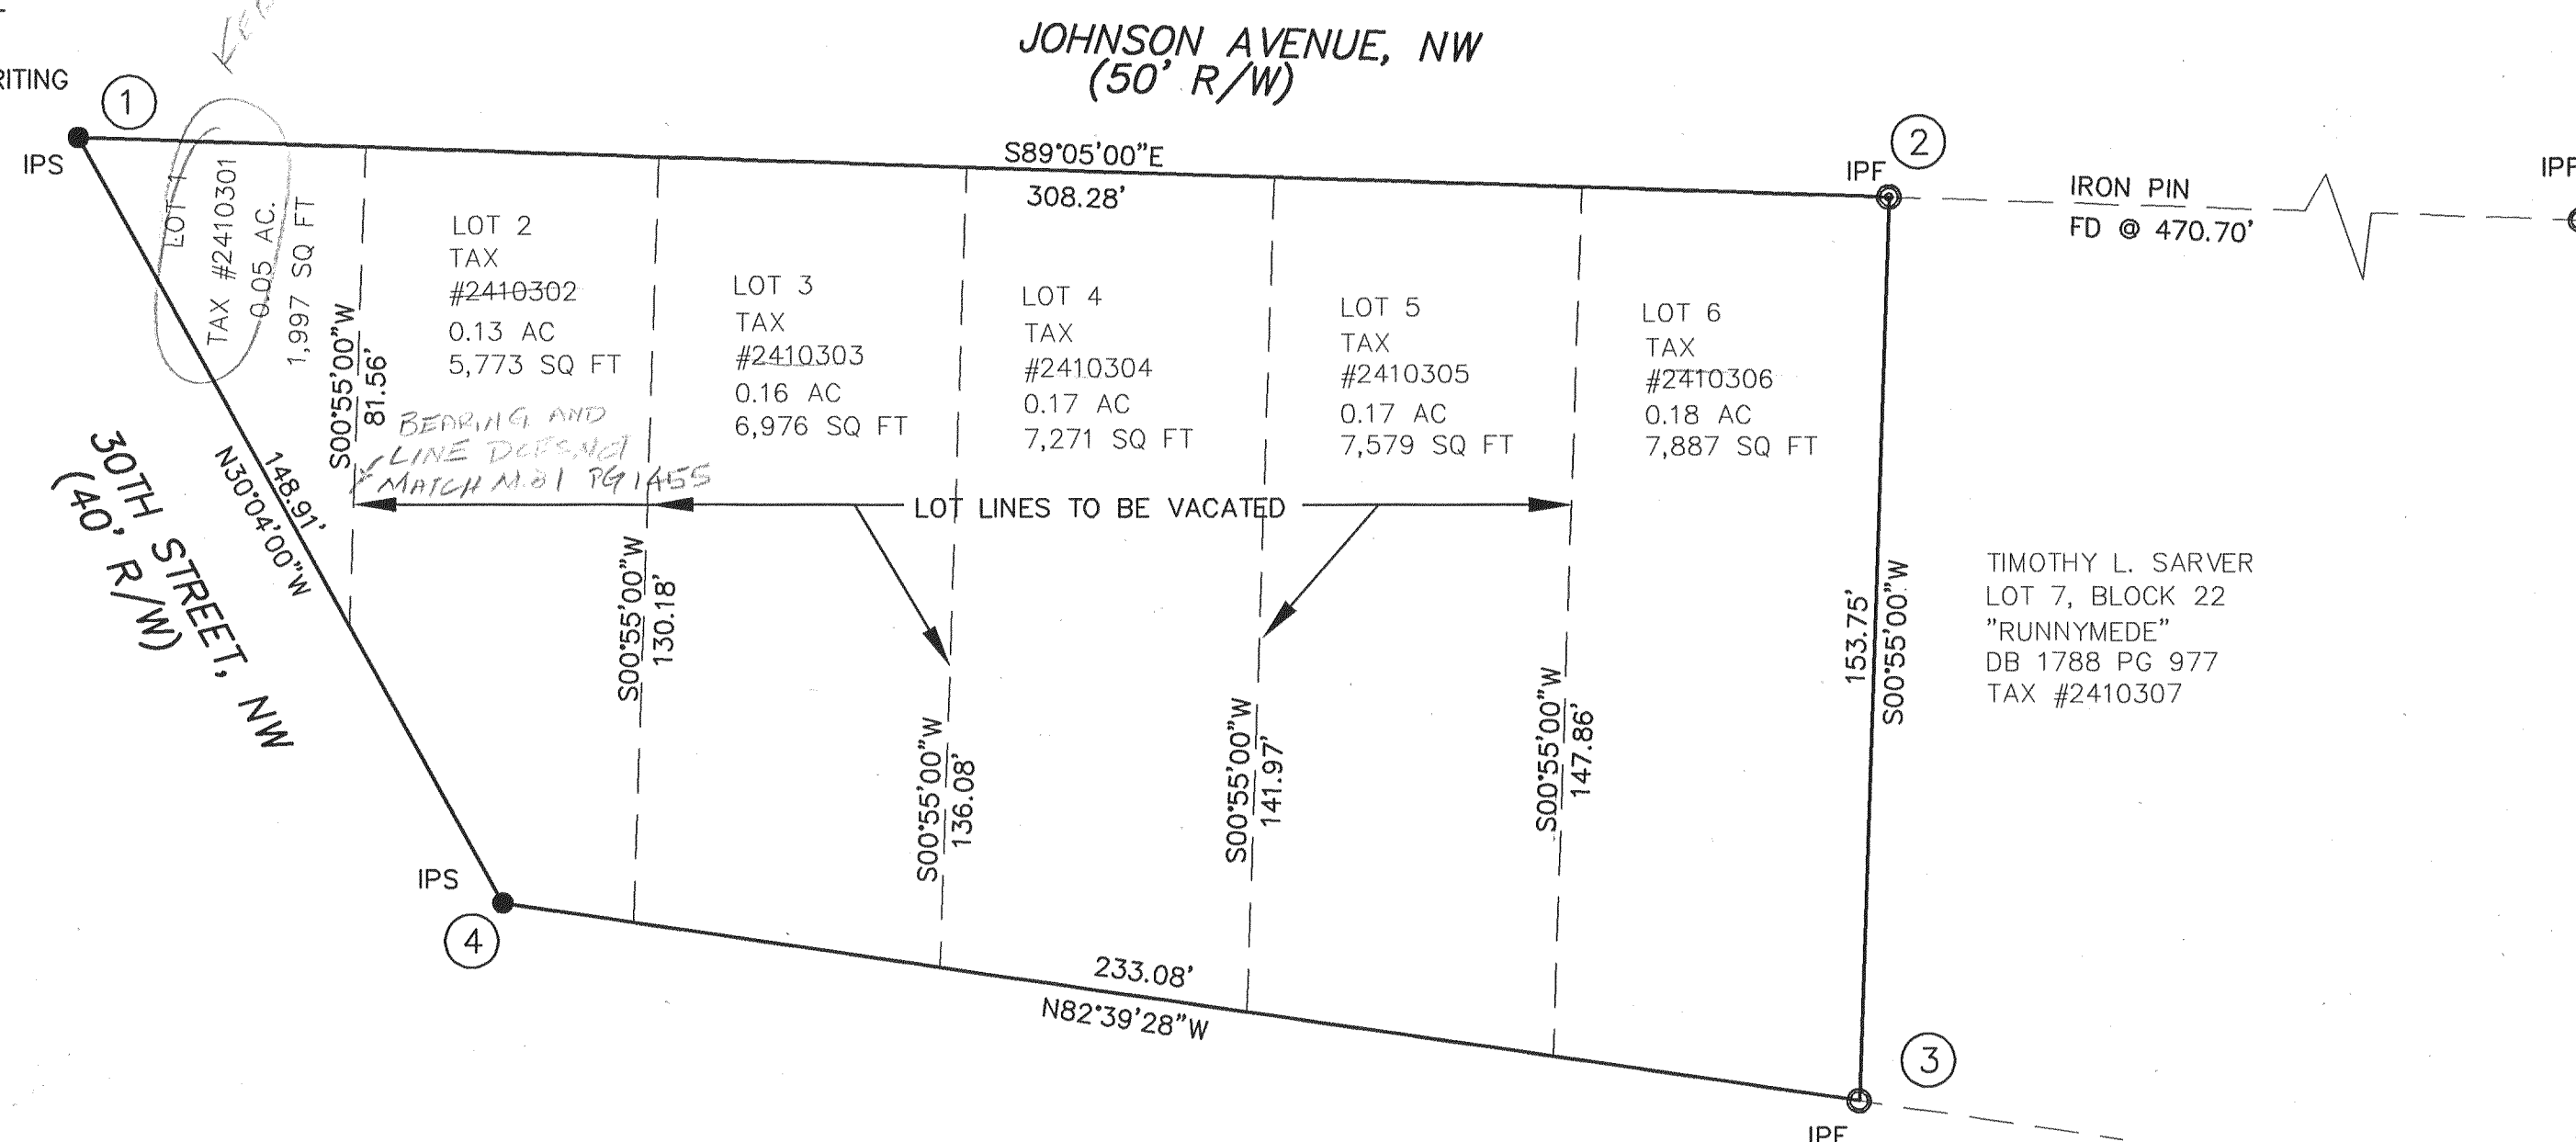 JOHNSON AVENUE, NW
(50' R/W)
RITING
1
IPS
2
IPF
S89°05'00"E
308.28'
IRON PIN
FD @ 470.70'
IPF
LOT 1
TAX #2410301
0.05 AC.
1,997 SQ FT
S00°55'00"W
81.56'
LOT 2
TAX
#2410302
0.13 AC
5,773 SQ FT
LOT 3
TAX
#2410303
0.16 AC
6,976 SQ FT
LOT 4
TAX
#2410304
0.17 AC
7,271 SQ FT
LOT 5
TAX
#2410305
0.17 AC
7,579 SQ FT
LOT 6
TAX
#2410306
0.18 AC
7,887 SQ FT
BEARING AND
LINE DOES NOT
MATCH M.B1 PG 1455
LOT LINES TO BE VACATED
148.91'
N30°04'00"W
30TH STREET, NW
(40' R/W)
S00°55'00"W
130.18'
S00°55'00"W
136.08'
S00°55'00"W
141.97'
S00°55'00"W
147.86'
153.75'
S00°55'00"W
TIMOTHY L. SARVER
LOT 7, BLOCK 22
"RUNNYMEDE"
DB 1788 PG 977
TAX #2410307
IPS
4
233.08'
N82°39'28"W
3
IPF